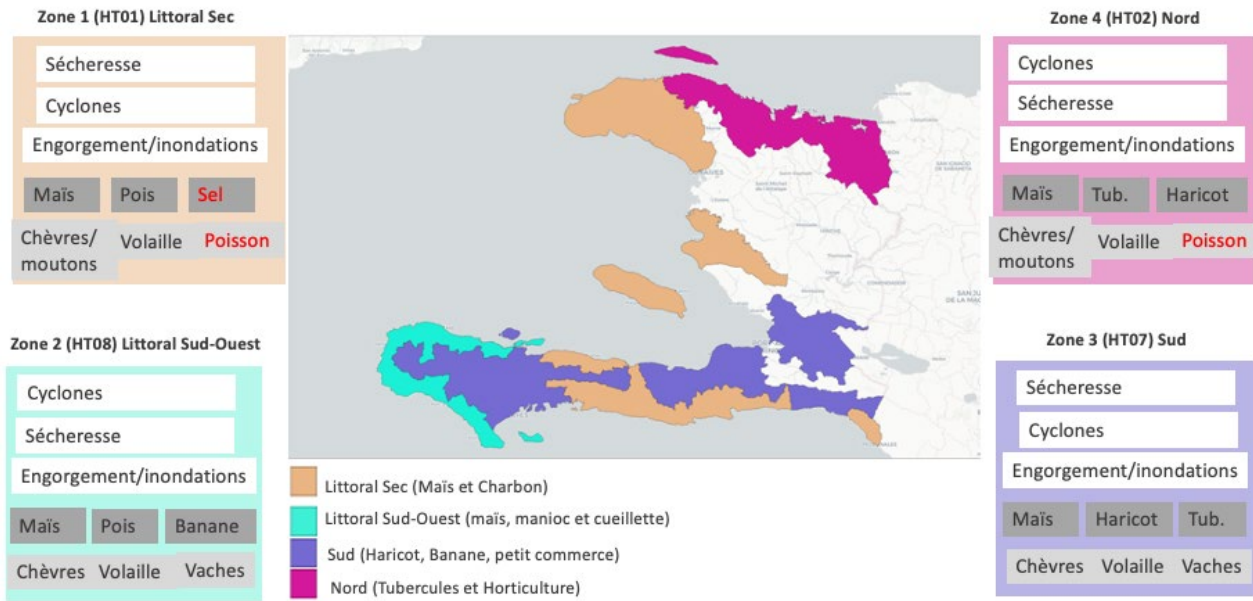 Zone 1 (HT01) Littoral Sec
Sécheresse
Cyclones
Engorgement/inondations
Maïs Pois Sel
Chèvres/
moutons
Volaille Poisson
Zone 4 (HT02) Nord
Cyclones
Sécheresse
Engorgement/inondations
Maïs Tub. Haricot
Chèvres/
moutons
Volaille Poisson
Zone 2 (HT08) Littoral Sud-Ouest
Cyclones
Sécheresse
Engorgement/inondations
Maïs Pois Banane
Chèvres Volaille Vaches
Zone 3 (HT07) Sud
Sécheresse
Cyclones
Engorgement/inondations
Maïs Haricot Tub.
Chèvres Volaille Vaches
Littoral Sec (Maïs et Charbon)
Littoral Sud-Ouest (maïs, manioc et cueillette)
Sud (Haricot, Banane, petit commerce)
Nord (Tubercules et Horticulture)